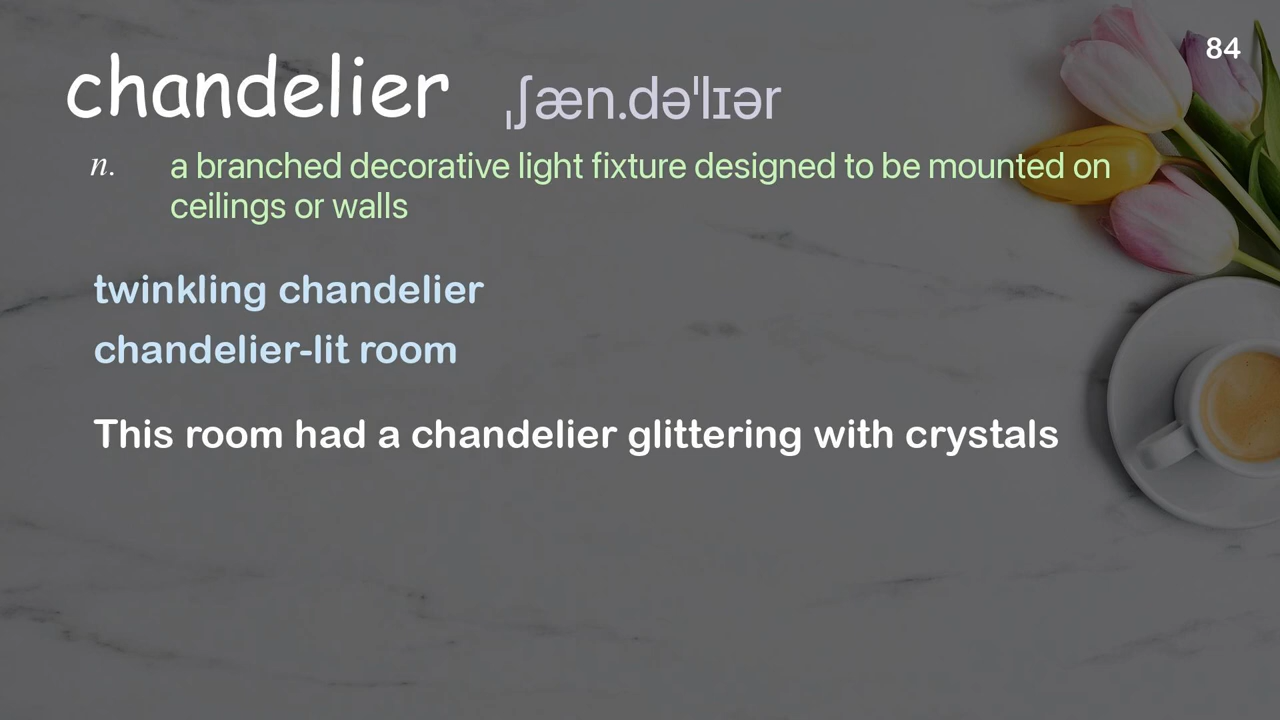 84
chandelier ˌʃæn.dəˈlɪər
n. a branched decorative light fixture designed to be mounted on
ceilings or walls
twinkling chandelier
chandelier-lit room
This room had a chandelier glittering with crystals